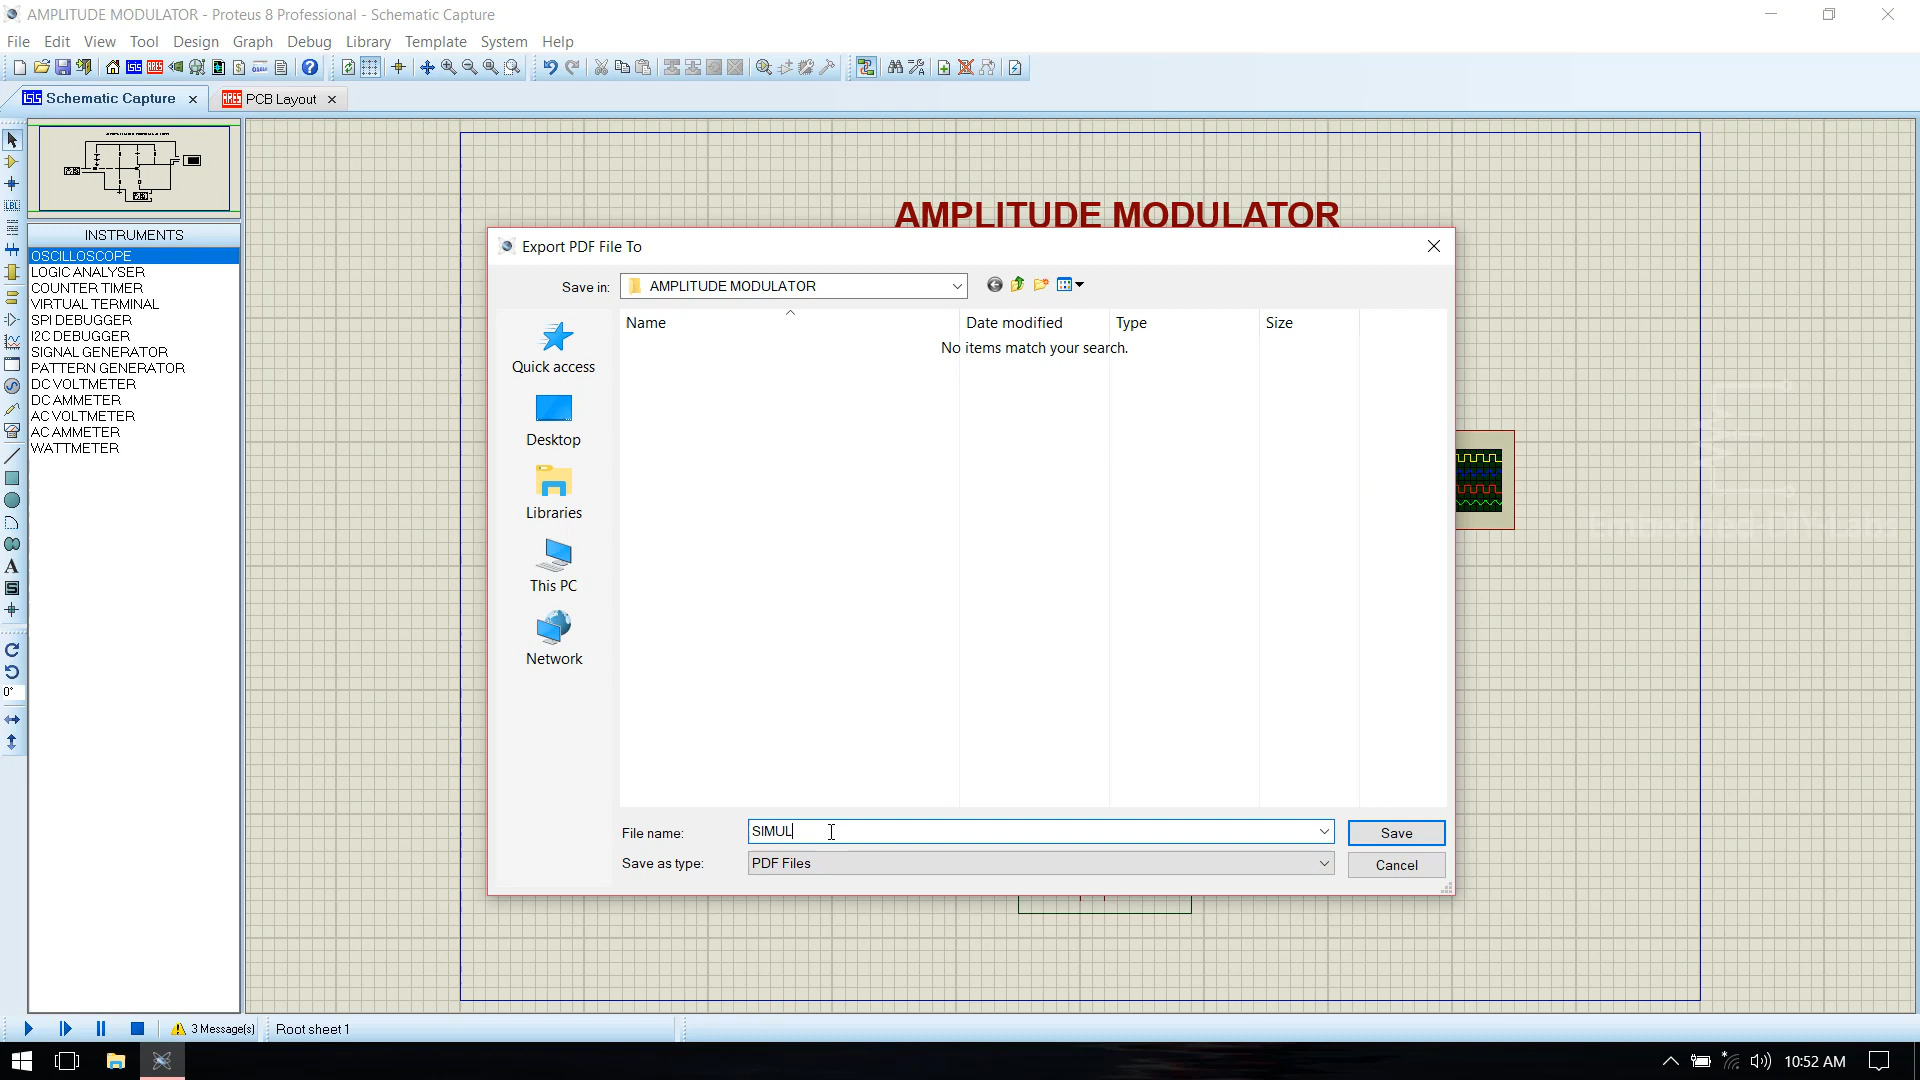 AMPLITUDE MODULATOR - Proteus 8 Professional - Schematic Capture
File Edit View Tool Design Graph Debug Library Template System Help
Schematic Capture
PCB Layout
INSTRUMENTS
OSCILLOSCOPE
LOGIC ANALYSER
COUNTER TIMER
VIRTUAL TERMINAL
SPI DEBUGGER
I2C DEBUGGER
SIGNAL GENERATOR
PATTERN GENERATOR
DC VOLTMETER
DC AMMETER
AC VOLTMETER
AC AMMETER
WATTMETER
LBL
0°
AMPLITUDE MODULATOR
Export PDF File To
Save in: AMPLITUDE MODULATOR
Name Date modified Type Size
No items match your search.
Quick access
Desktop
Libraries
This PC
Network
File name: SIMUL
Save as type: PDF Files
Save
Cancel
3 Message(s)
Root sheet 1
10:52 AM